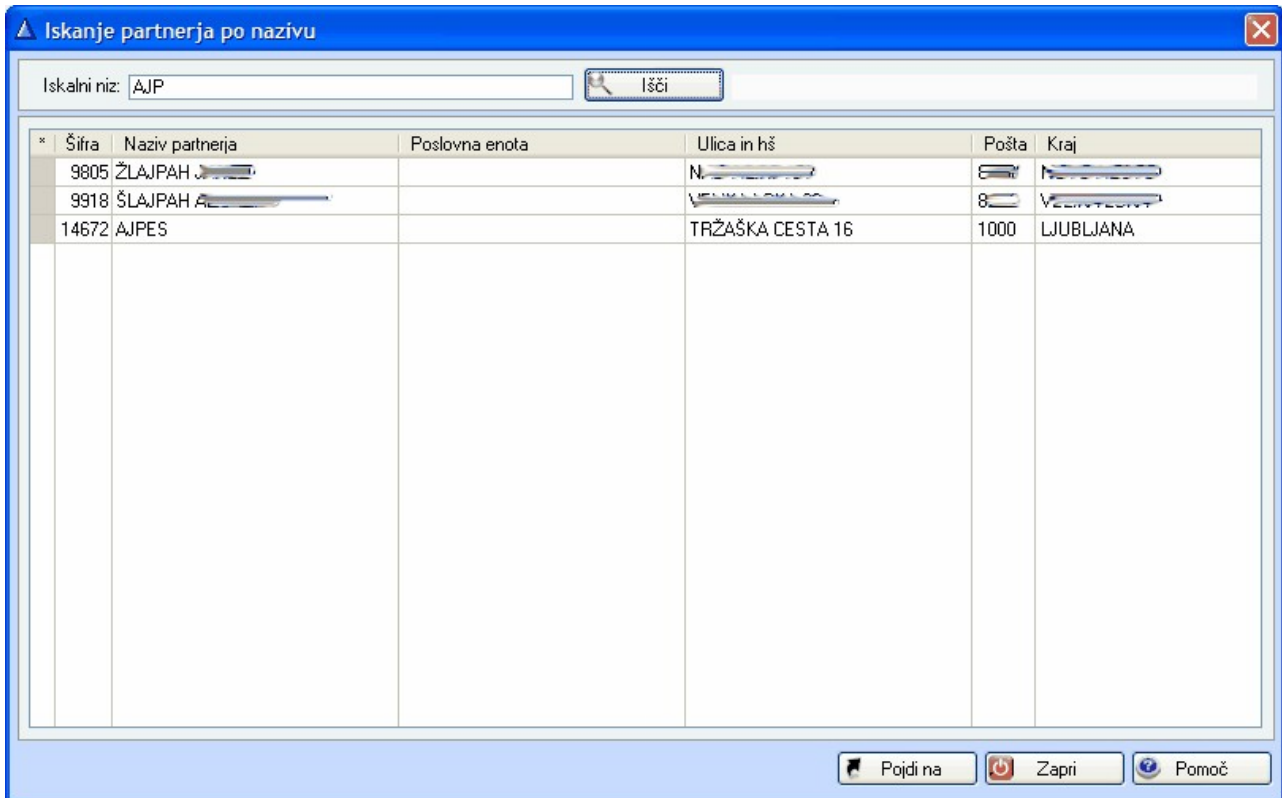 Iskanje partnerja po nazivu
Iskalni niz: AJP Išči
* Šifra Naziv partnerja Poslovna enota Ulica in hš Pošta Kraj
9805 ŽLAJPAH
9918 ŠLAJPAH
14672 AJPES TRŽAŠKA CESTA 16 1000 LJUBLJANA
Pojdi na Zapri Pomoč